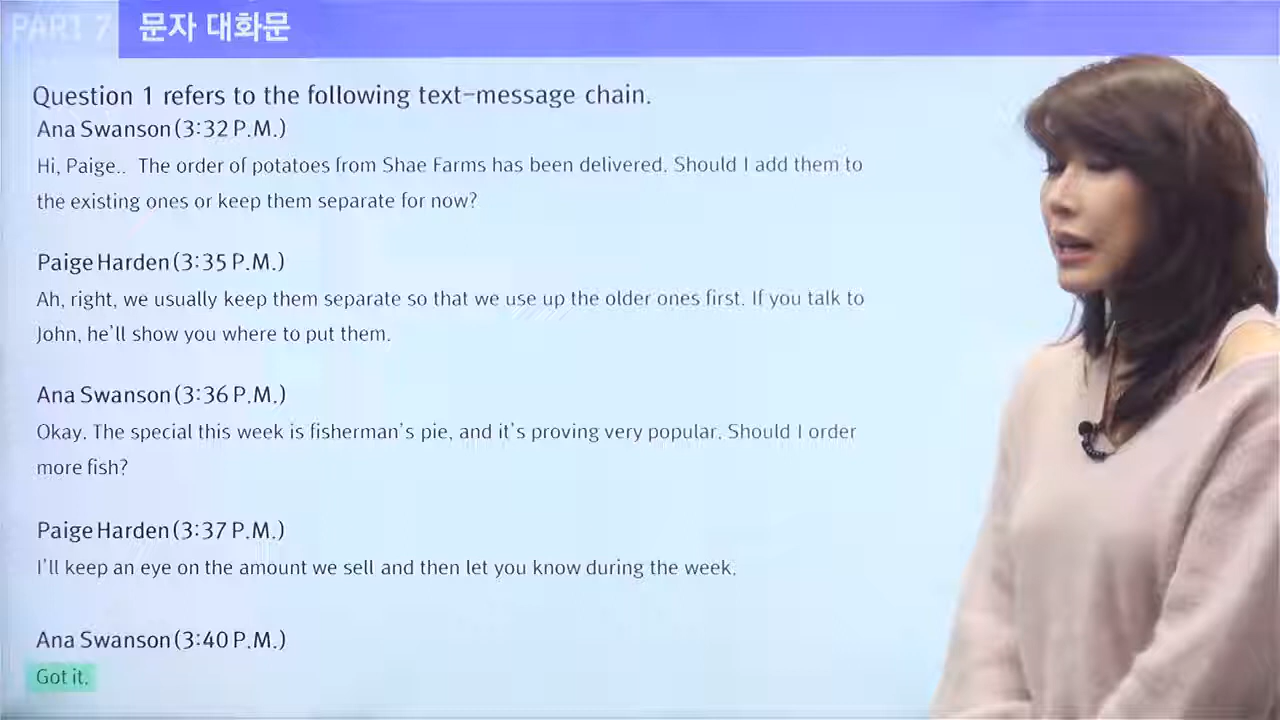 PART 7 문자 대화문
Question 1 refers to the following text-message chain.
Ana Swanson (3:32 P.M.)
Hi, Paige.. The order of potatoes from Shae Farms has been delivered. Should I add them to
the existing ones or keep them separate for now?
Paige Harden (3:35 P.M.)
Ah, right, we usually keep them separate so that we use up the older ones first. If you talk to
John, he'll show you where to put them.
Ana Swanson (3:36 P.M.)
Okay. The special this week is fisherman's pie, and it's proving very popular. Should I order
more fish?
Paige Harden (3:37 P.M.)
I'll keep an eye on the amount we sell and then let you know during the week.
Ana Swanson (3:40 P.M.)
Got it.